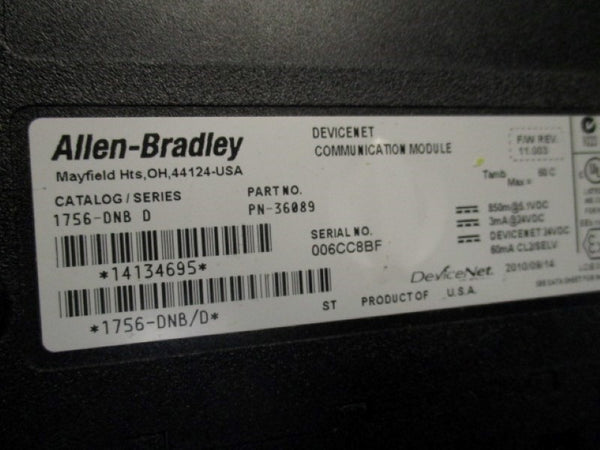 Allen-Bradley
Mayfield Hts,OH,44124-USA
DEVICENET
COMMUNICATION MODULE
F/W REV.
11.003
CATALOG / SERIES
1756-DNB D
PART NO.
PN-36089
Tamb Max = 60 C
850m@5.1VDC
3mA@24VDC
DEVICENET 24VDC
60mA CL2/SELV
SERIAL NO.
006CC8BF
*14134695*
DeviceNet.
2010/09/14
*1756-DNB/D*
ST
PRODUCT OF U.S.A.